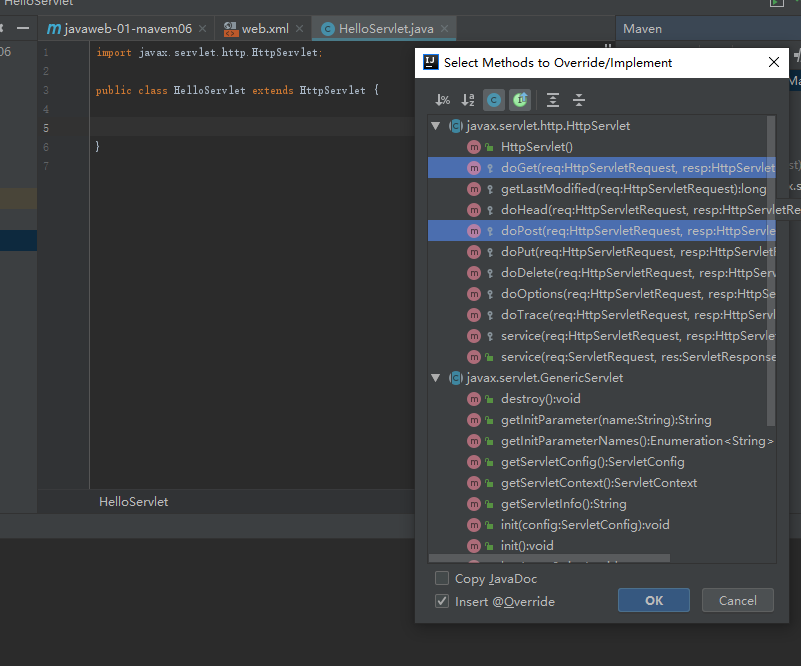 HelloServlet
javaweb-01-mavem06
web.xml
HelloServlet.java
Maven
06
1 import javax.servlet.http.HttpServlet;
2
3 public class HelloServlet extends HttpServlet {
4
5
6 }
7
HelloServlet
Select Methods to Override/Implement
javax.servlet.http.HttpServlet
HttpServlet()
doGet(req:HttpServletRequest, resp:HttpServlet
getLastModified(req:HttpServletRequest):long
doHead(req:HttpServletRequest, resp:HttpServletRe
doPost(req:HttpServletRequest, resp:HttpServle
doPut(req:HttpServletRequest, resp:HttpServlet
doDelete(req:HttpServletRequest, resp:HttpServ
doOptions(req:HttpServletRequest, resp:HttpSe
doTrace(req:HttpServletRequest, resp:HttpServl
service(req:HttpServletRequest, resp:HttpServle
service(req:ServletRequest, res:ServletResponse
javax.servlet.GenericServlet
destroy():void
getInitParameter(name:String):String
getInitParameterNames():Enumeration<String>
getServletConfig():ServletConfig
getServletContext():ServletContext
getServletInfo():String
init(config:ServletConfig):void
init():void
Copy JavaDoc
Insert @Override
OK
Cancel